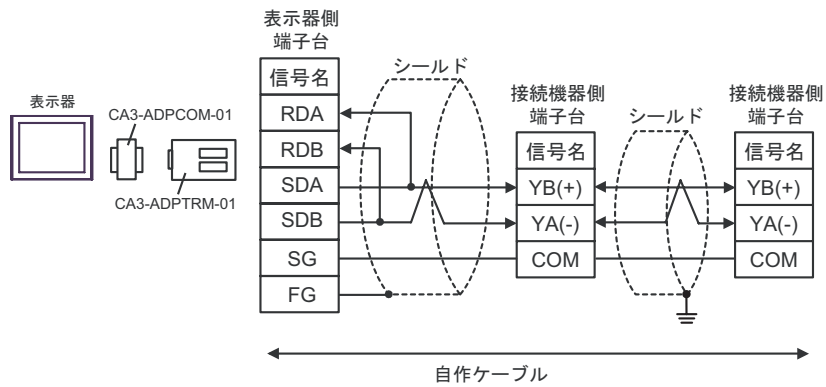 表示器
CA3-ADPCOM-01
CA3-ADPTRM-01
表示器側
端子台
信号名
RDA
RDB
SDA
SDB
SG
FG
シールド
接続機器側
端子台
信号名
YB(+)
YA(-)
COM
シールド
接続機器側
端子台
信号名
YB(+)
YA(-)
COM
自作ケーブル